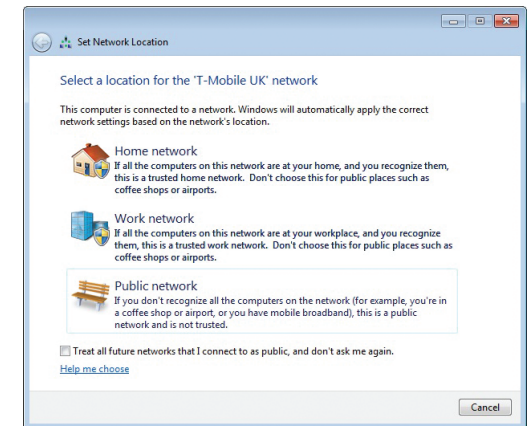 Set Network Location
Select a location for the 'T-Mobile UK' network
This computer is connected to a network. Windows will automatically apply the correct
network settings based on the network's location.
Home network
If all the computers on this network are at your home, and you recognize them,
this is a trusted home network. Don't choose this for public places such as
coffee shops or airports.
Work network
If all the computers on this network are at your workplace, and you recognize
them, this is a trusted work network. Don't choose this for public places such as
coffee shops or airports.
Public network
If you don't recognize all the computers on the network (for example, you're in
a coffee shop or airport, or you have mobile broadband), this is a public
network and is not trusted.
Treat all future networks that I connect to as public, and don't ask me again.
Help me choose
Cancel